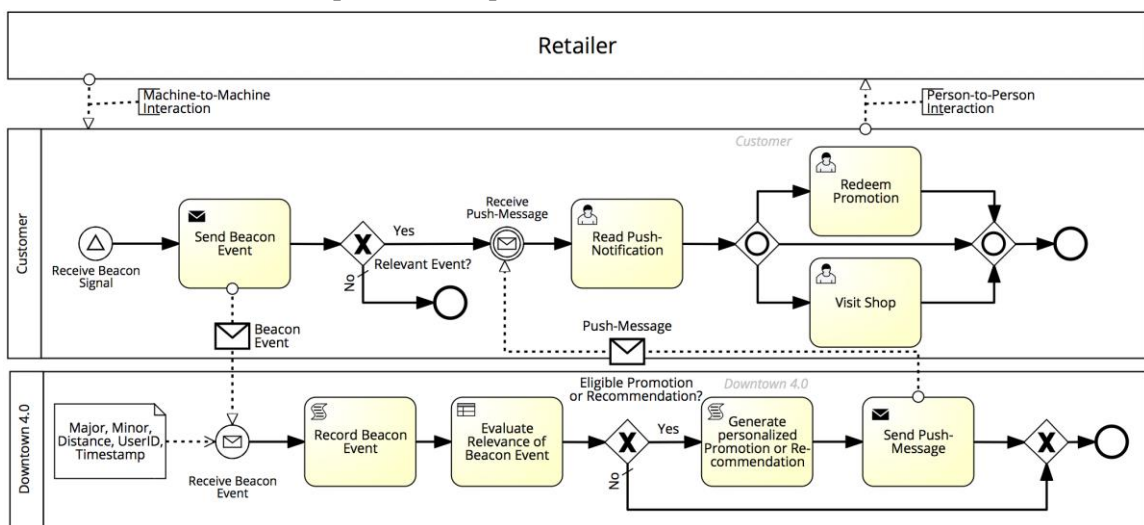 Retailer
Machine-to-Machine
Interaction
Person-to-Person
Interaction
Customer
Customer
Receive Beacon
Signal
Send Beacon
Event
Yes
Relevant Event?
No
Receive
Push-Message
Read Push-
Notification
Redeem
Promotion
Visit Shop
Beacon
Event
Push-Message
Downtown 4.0
Downtown 4.0
Major, Minor,
Distance, UserID,
Timestamp
Receive Beacon
Event
Record Beacon
Event
Evaluate
Relevance of
Beacon Event
Eligible Promotion
or Recommendation?
Yes
No
Generate
personalized
Promotion or Re-
commendation
Send Push-
Message